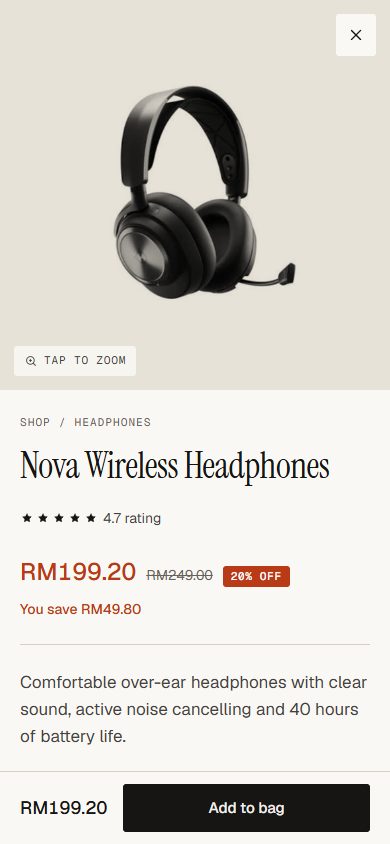 TAP TO ZOOM
SHOP / HEADPHONES
Nova Wireless Headphones
4.7 rating
RM199.20 RM249.00 20% OFF
You save RM49.80
Comfortable over-ear headphones with clear
sound, active noise cancelling and 40 hours
of battery life.
RM199.20 Add to bag